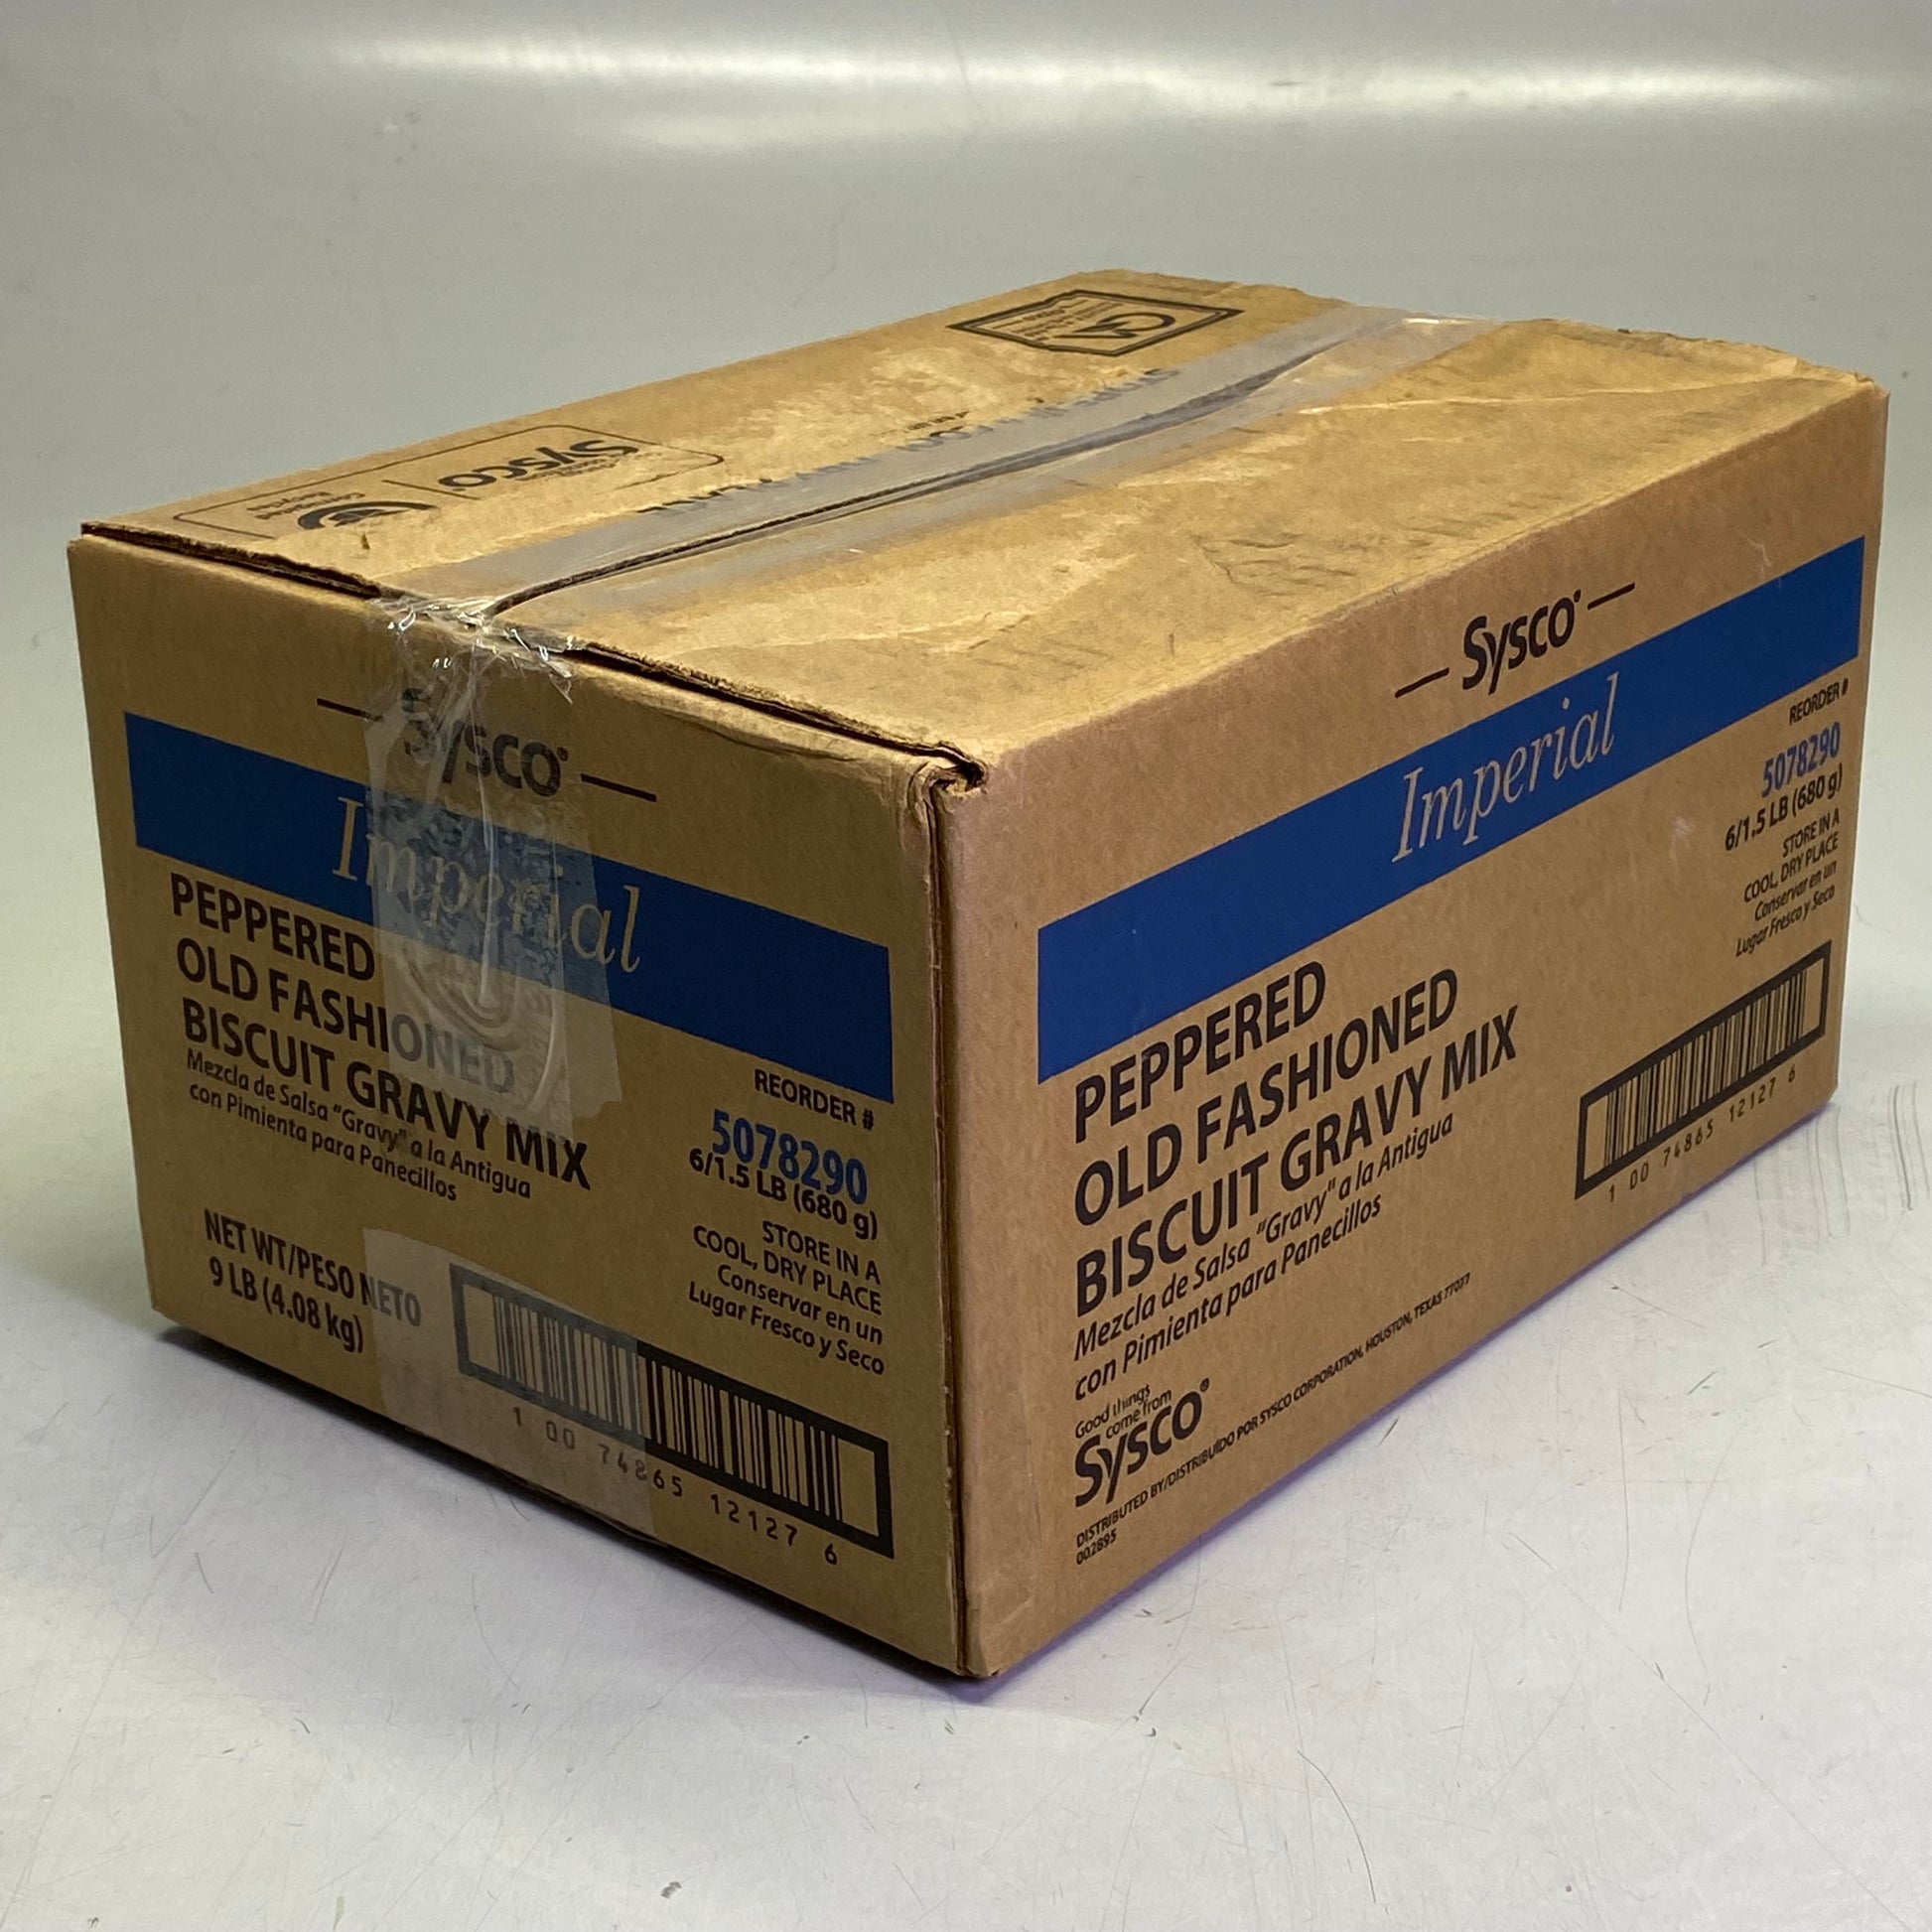 Sysco
Sysco®
Imperial
PEPPERED
OLD FASHIONED
BISCUIT GRAVY MIX
Mezcla de Salsa "Gravy" a la Antigua
con Pimienta para Panecillos
NET WT/PESO NETO
9 LB (4.08 kg)
REORDER #
5078290
6/1.5 LB (680 g)
STORE IN A
COOL, DRY PLACE
Conservar en un
Lugar Fresco y Seco
1 00 74865 12127 6
Sysco®
Imperial
REORDER #
5078290
6/1.5 LB (680 g)
STORE IN A
COOL, DRY PLACE
Conservar en un
Lugar Fresco y Seco
1 00 74865 12127 6
PEPPERED
OLD FASHIONED
BISCUIT GRAVY MIX
Mezcla de Salsa "Gravy" a la Antigua
con Pimienta para Panecillos
Good things
come from
Sysco®
DISTRIBUTED BY/DISTRIBUIDO POR SYSCO CORPORATION, HOUSTON, TEXAS 77077
002895